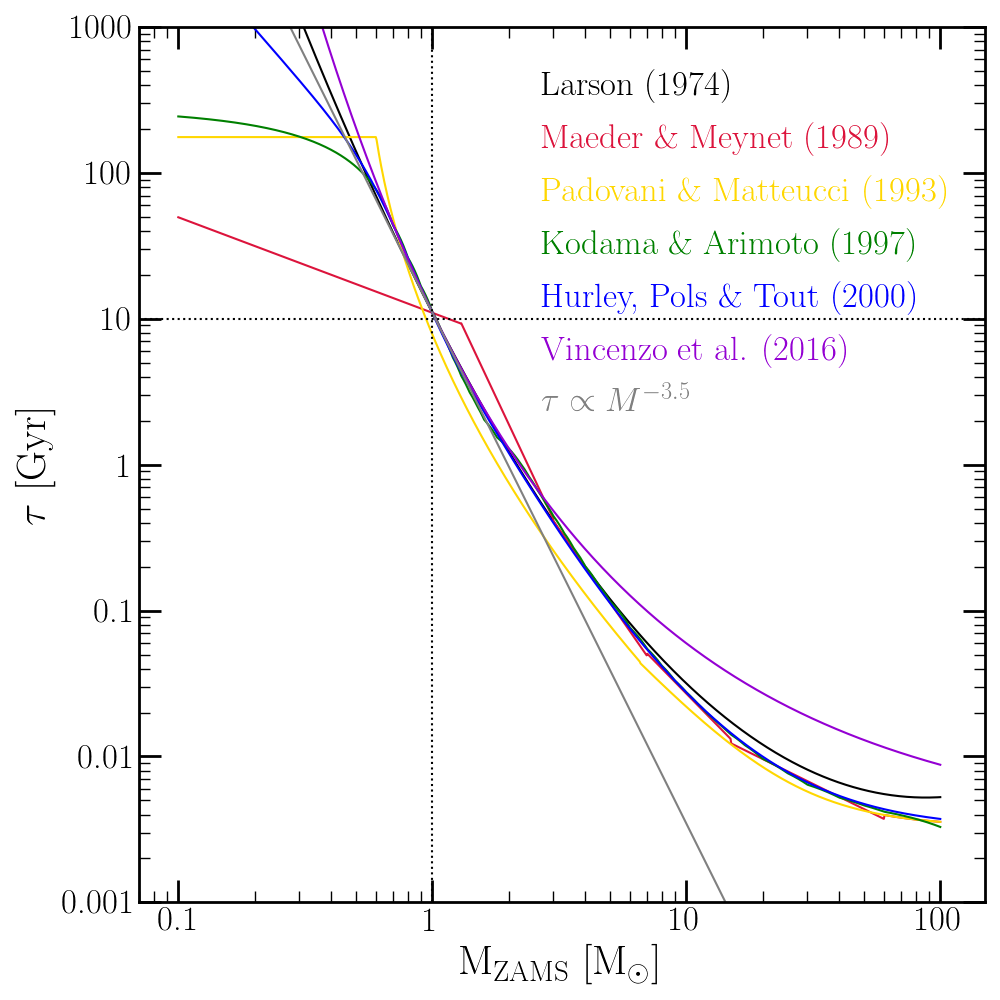 1000
100
10
1
0.1
0.01
0.001
τ [Gyr]
Larson (1974)
Maeder & Meynet (1989)
Padovani & Matteucci (1993)
Kodama & Arimoto (1997)
Hurley, Pols & Tout (2000)
Vincenzo et al. (2016)
τ ∝ M⁻³·⁵
0.1 1 10 100
M_ZAMS [M_⊙]